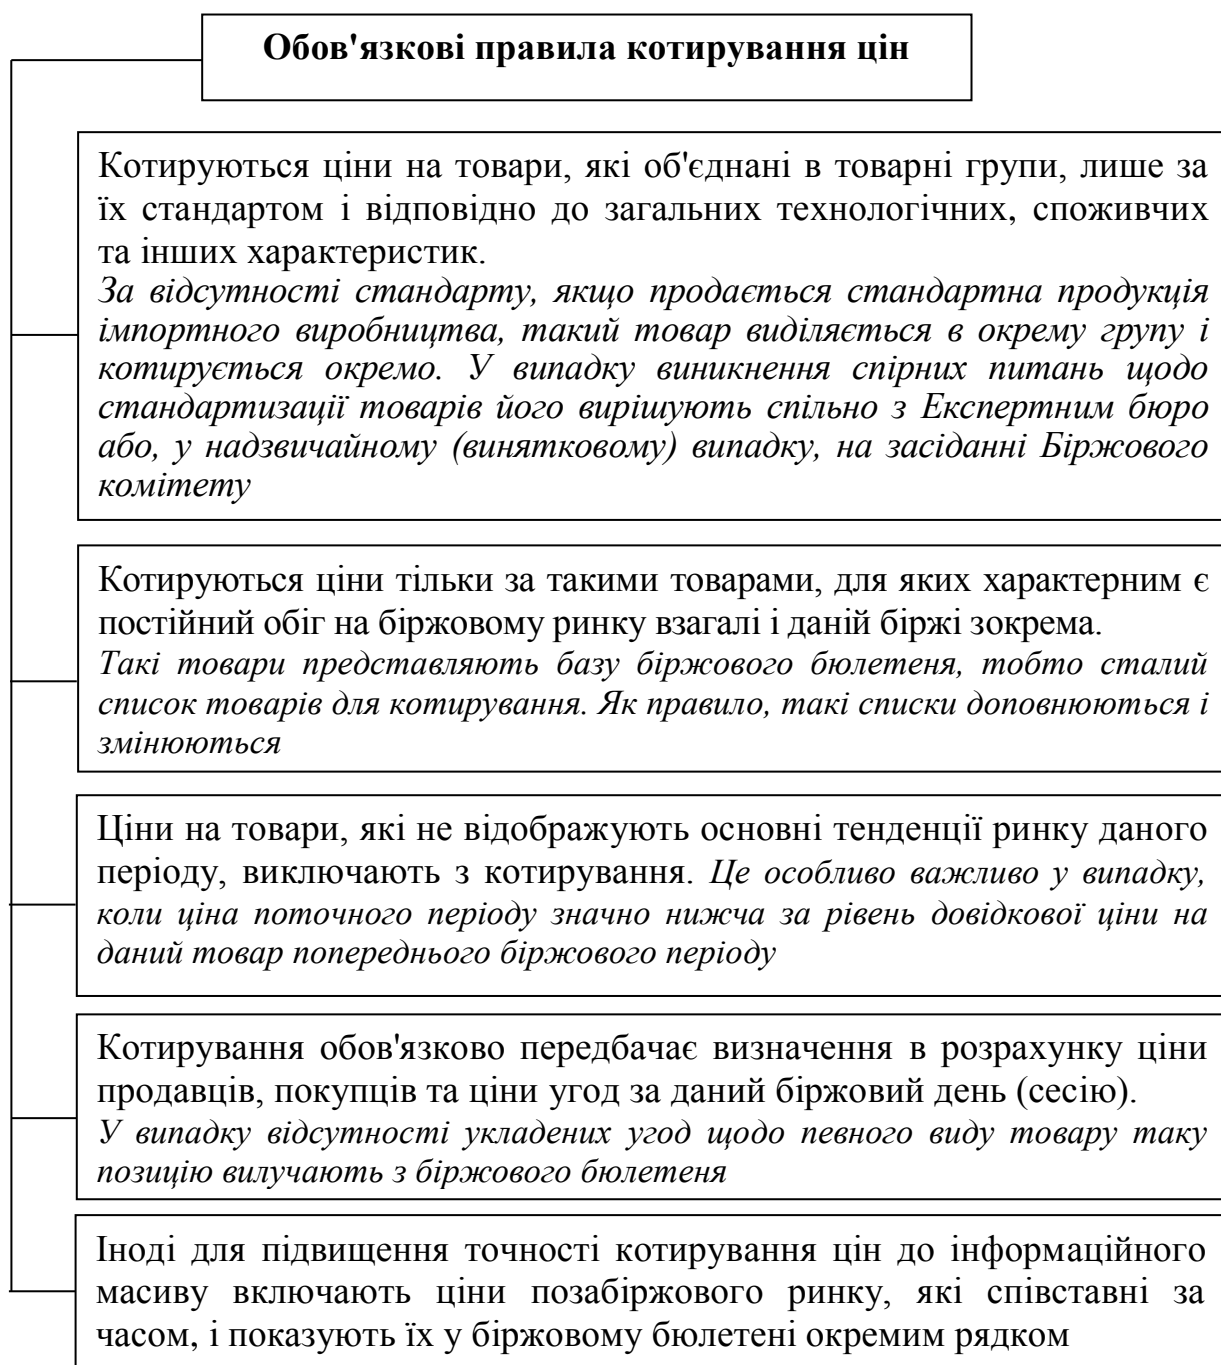 Обов'язкові правила котирування цін
Котируються ціни на товари, які об'єднані в товарні групи, лише за
їх стандартом і відповідно до загальних технологічних, споживчих
та інших характеристик.
За відсутності стандарту, якщо продається стандартна продукція
імпортного виробництва, такий товар виділяється в окрему групу і
котирується окремо. У випадку виникнення спірних питань щодо
стандартизації товарів його вирішують спільно з Експертним бюро
або, у надзвичайному (винятковому) випадку, на засіданні Біржового
комітету
Котируються ціни тільки за такими товарами, для яких характерним є
постійний обіг на біржовому ринку взагалі і даній біржі зокрема.
Такі товари представляють базу біржового бюлетеня, тобто сталий
список товарів для котирування. Як правило, такі списки доповнюються і
змінюються
Ціни на товари, які не відображують основні тенденції ринку даного
періоду, виключають з котирування. Це особливо важливо у випадку,
коли ціна поточного періоду значно нижча за рівень довідкової ціни на
даний товар попереднього біржового періоду
Котирування обов'язково передбачає визначення в розрахунку ціни
продавців, покупців та ціни угод за даний біржовий день (сесію).
У випадку відсутності укладених угод щодо певного виду товару таку
позицію вилучають з біржового бюлетеня
Іноді для підвищення точності котирування цін до інформаційного
масиву включають ціни позабіржового ринку, які співставні за
часом, і показують їх у біржовому бюлетені окремим рядком